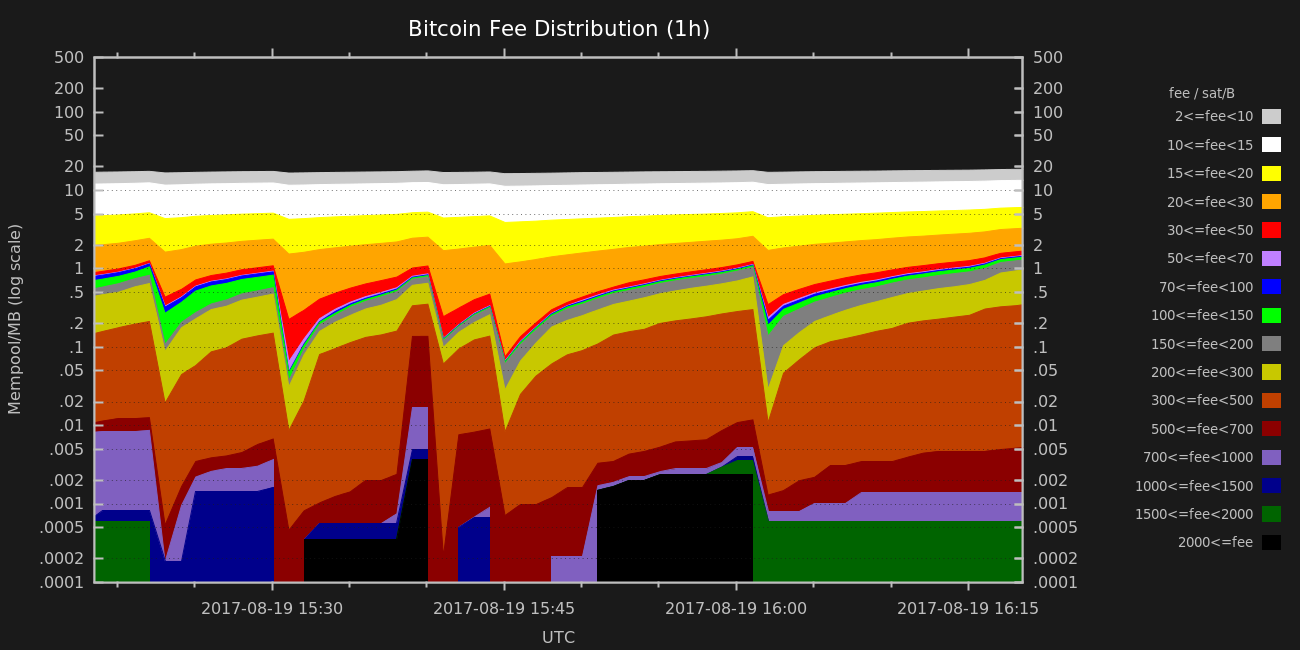 Bitcoin Fee Distribution (1h)
Mempool/MB (log scale)
500
200
100
50
20
10
5
2
1
.5
.2
.1
.05
.02
.01
.005
.002
.001
.0005
.0002
.0001
500
200
100
50
20
10
5
2
1
.5
.2
.1
.05
.02
.01
.005
.002
.001
.0005
.0002
.0001
2017-08-19 15:30
2017-08-19 15:45
2017-08-19 16:00
2017-08-19 16:15
UTC
fee / sat/B
2<=fee<10
10<=fee<15
15<=fee<20
20<=fee<30
30<=fee<50
50<=fee<70
70<=fee<100
100<=fee<150
150<=fee<200
200<=fee<300
300<=fee<500
500<=fee<700
700<=fee<1000
1000<=fee<1500
1500<=fee<2000
2000<=fee